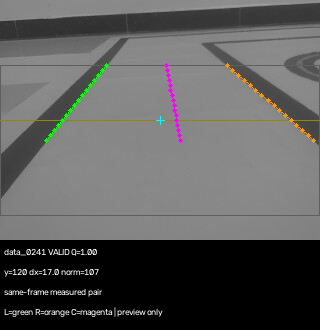 data_0241 VALID Q=1.00
y=120 dx=17.0 norm=107
same-frame measured pair
L=green R=orange C=magenta | preview only